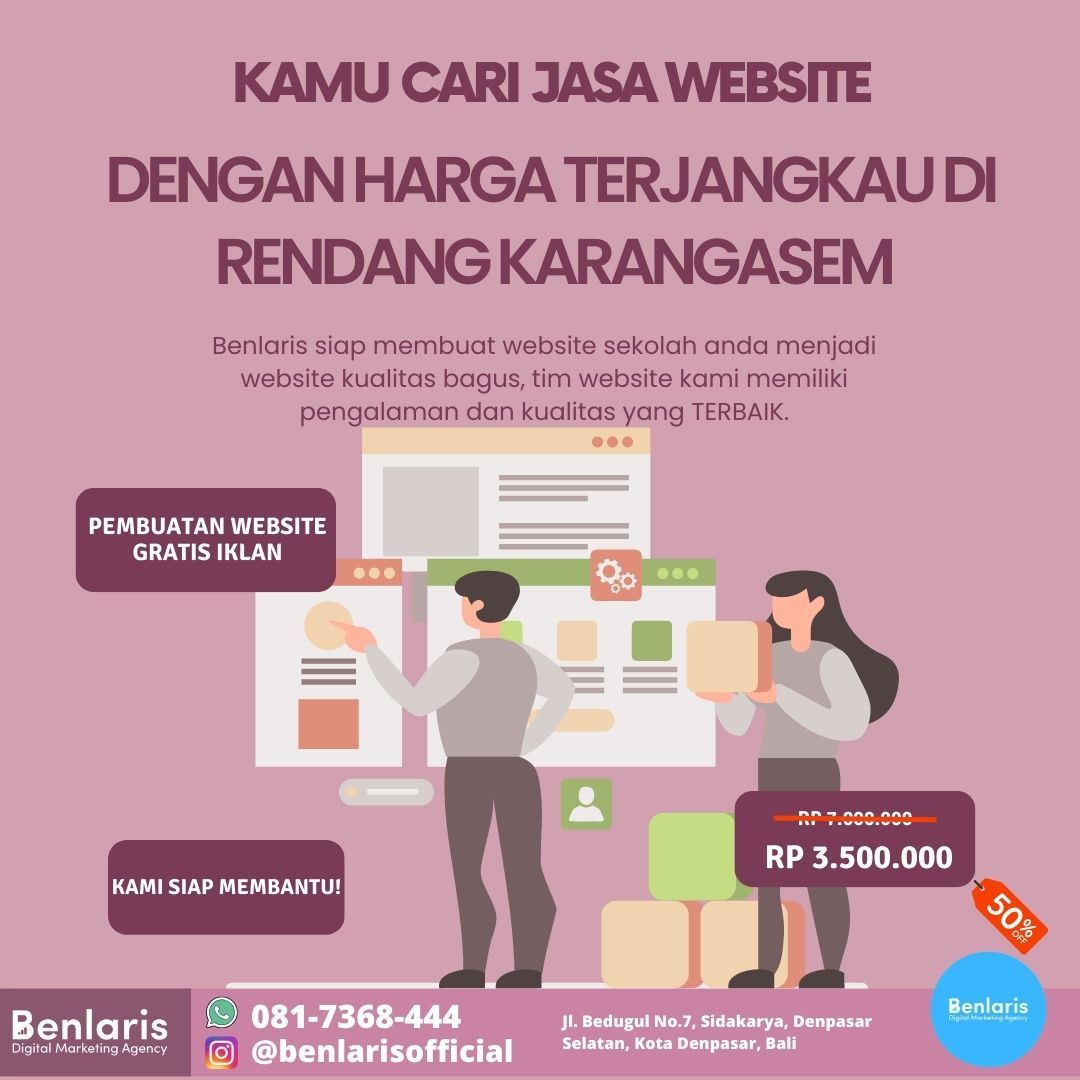 KAMU CARI JASA WEBSITE
DENGAN HARGA TERJANGKAU DI
RENDANG KARANGASEM
Benlaris siap membuat website sekolah anda menjadi
website kualitas bagus, tim website kami memiliki
pengalaman dan kualitas yang TERBAIK.
PEMBUATAN WEBSITE
GRATIS IKLAN
KAMI SIAP MEMBANTU!
RP 7.000.000
RP 3.500.000
50%
OFF
Benlaris
Digital Marketing Agency
081-7368-444
@benlarisofficial
Jl. Bedugul No.7, Sidakarya, Denpasar
Selatan, Kota Denpasar, Bali
Benlaris
Digital Marketing Agency